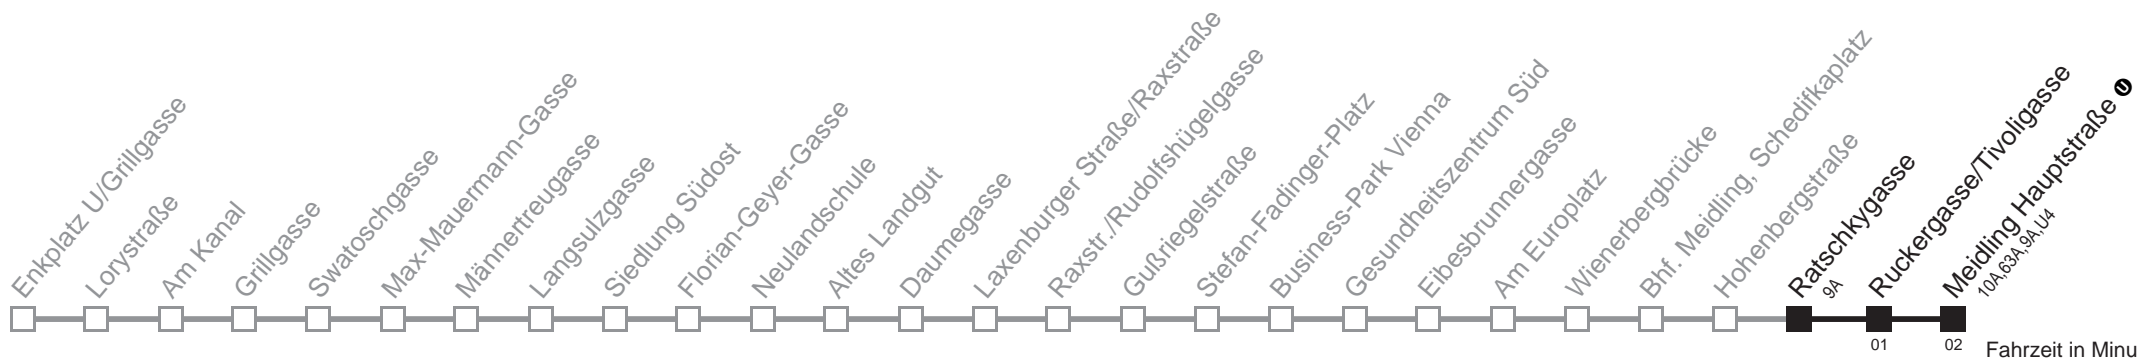 Enkplatz U/Grillgasse
Lorystraße
Am Kanal
Grillgasse
Swatoschgasse
Max-Mauermann-Gasse
Männertreugasse
Langsulzgasse
Siedlung Südost
Florian-Geyer-Gasse
Neulandschule
Altes Landgut
Daumegasse
Laxenburger Straße/Raxstraße
Raxstr./Rudolfshügelgasse
Gußriegelstraße
Stefan-Fadinger-Platz
Business-Park Vienna
Gesundheitszentrum Süd
Eibesbrunnergasse
Am Europlatz
Wienerbergbrücke
Bhf. Meidling, Schedifkaplatz
Hohenbergstraße
Ratschkygasse
9A
Ruckergasse/Tivoligasse
Meidling Hauptstraße U
10A,63A,9A,U4
01
02
Fahrzeit in Minu